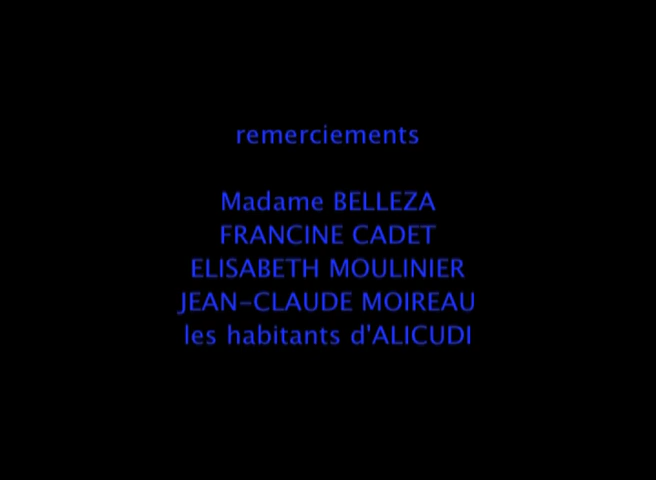 remerciements
Madame BELLEZA
FRANCINE CADET
ELISABETH MOULINIER
JEAN-CLAUDE MOIREAU
les habitants d'ALICUDI